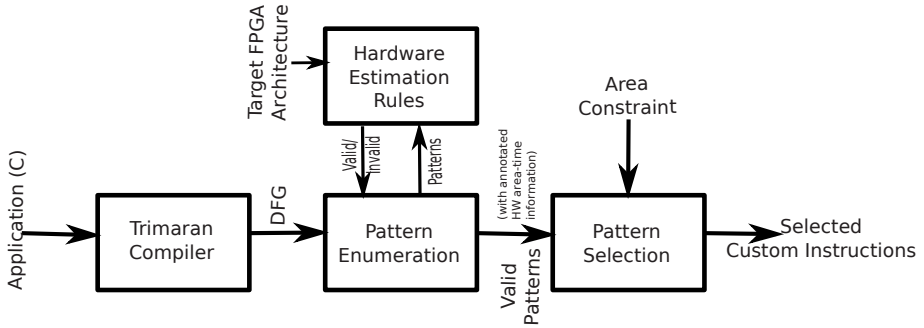 Target FPGA
Architecture
Hardware
Estimation
Rules
Area
Constraint
Valid/
Invalid
Patterns
(with annotated
HW area-time
information)
Application (C)
Trimaran
Compiler
DFG
Pattern
Enumeration
Valid
Patterns
Pattern
Selection
Selected
Custom Instructions